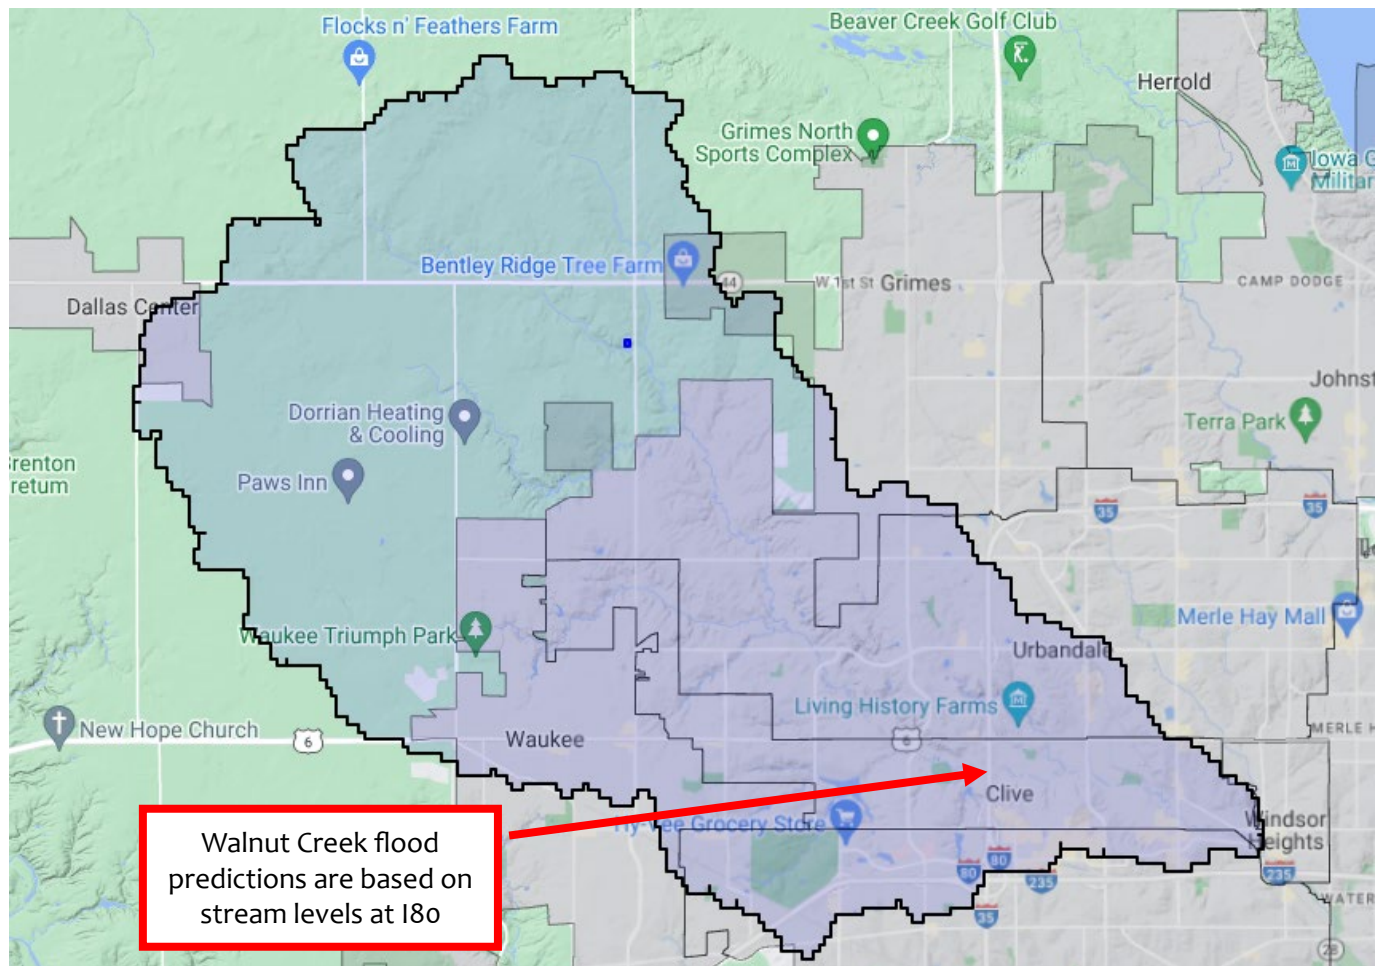 Flocks n' Feathers Farm
Beaver Creek Golf Club
Herrold
Grimes North
Sports Complex
Iowa G
Militar
Bentley Ridge Tree Farm
44
W 1st St
Grimes
CAMP DODGE
Dallas Center
Johnst
Dorrian Heating
& Cooling
Terra Park
Brenton
retum
Paws Inn
35
35
Merle Hay Mall
Waukee Triumph Park
Urbandale
Living History Farms
New Hope Church
6
Waukee
6
MERLE H
Clive
Hy-Vee Grocery Store
Windsor
Heights
Walnut Creek flood
predictions are based on
stream levels at I80
80
80
235
235
35
WATER
28